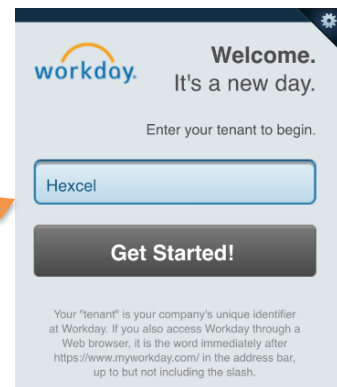 workday.
Welcome.
It's a new day.
Enter your tenant to begin.
Hexcel
Get Started!
Your "tenant" is your company's unique identifier
at Workday. If you also access Workday through a
Web browser, it is the word immediately after
https://www.myworkday.com/ in the address bar,
up to but not including the slash.